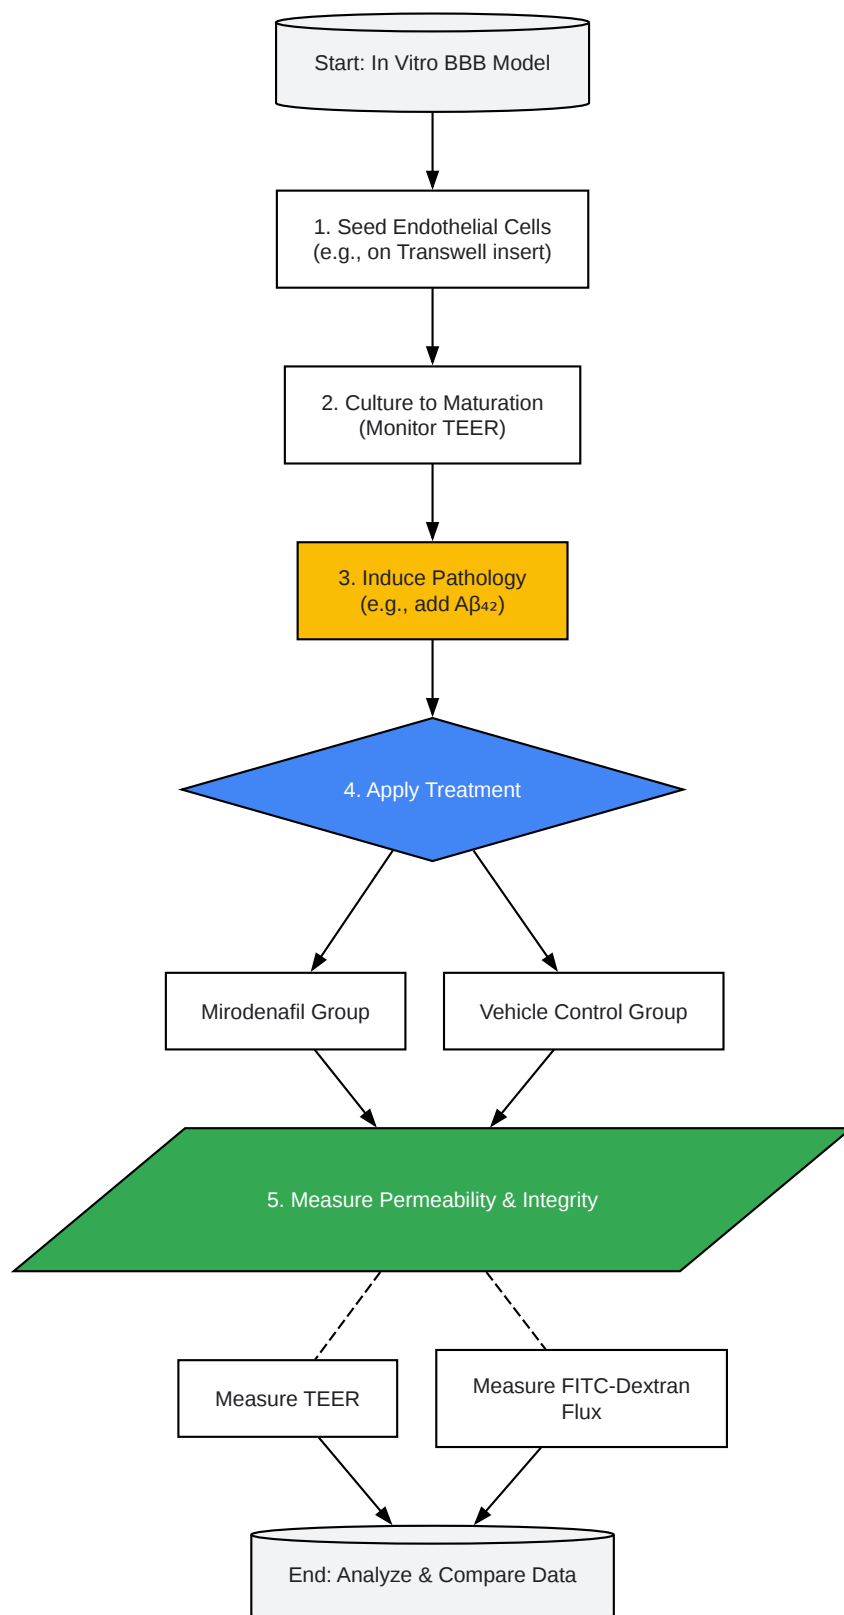 Start: In Vitro BBB Model
1. Seed Endothelial Cells
(e.g., on Transwell insert)
2. Culture to Maturation
(Monitor TEER)
3. Induce Pathology
(e.g., add Aβ₄₂)
4. Apply Treatment
Mirodenafil Group
Vehicle Control Group
5. Measure Permeability & Integrity
Measure TEER
Measure FITC-Dextran
Flux
End: Analyze & Compare Data